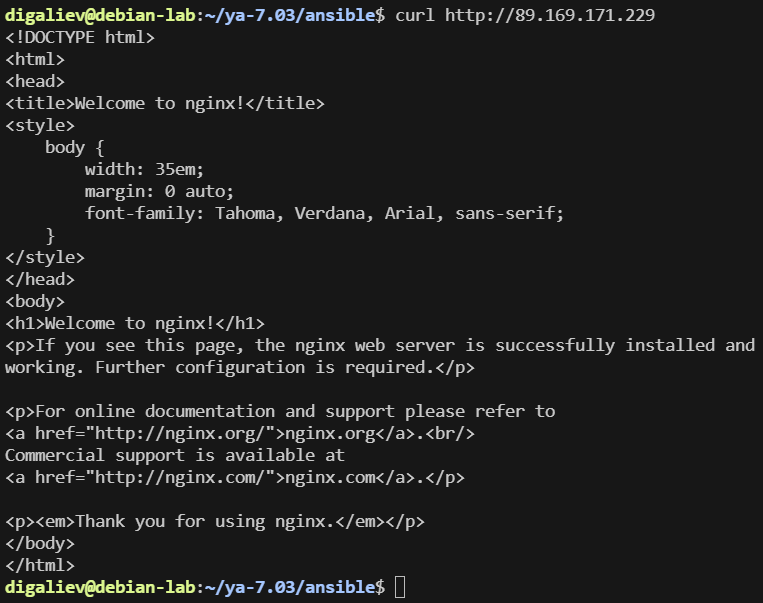 digaliev@debian-lab:~/ya-7.03/ansible$ curl http://89.169.171.229
<!DOCTYPE html>
<html>
<head>
<title>Welcome to nginx!</title>
<style>
    body {
        width: 35em;
        margin: 0 auto;
        font-family: Tahoma, Verdana, Arial, sans-serif;
    }
</style>
</head>
<body>
<h1>Welcome to nginx!</h1>
<p>If you see this page, the nginx web server is successfully installed and
working. Further configuration is required.</p>

<p>For online documentation and support please refer to
<a href="http://nginx.org/">nginx.org</a>.<br/>
Commercial support is available at
<a href="http://nginx.com/">nginx.com</a>.</p>

<p><em>Thank you for using nginx.</em></p>
</body>
</html>
digaliev@debian-lab:~/ya-7.03/ansible$